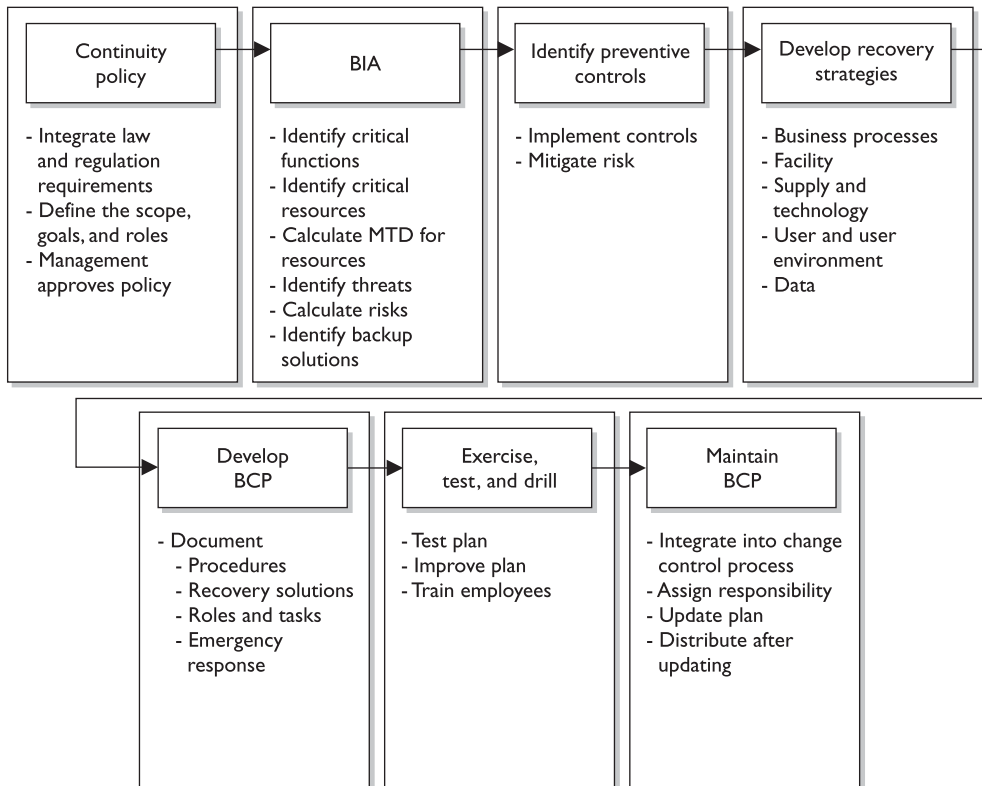 Continuity
policy
- Integrate law
and regulation
requirements
- Define the scope,
goals, and roles
- Management
approves policy
BIA
- Identify critical
functions
- Identify critical
resources
- Calculate MTD for
resources
- Identify threats
- Calculate risks
- Identify backup
solutions
Identify preventive
controls
- Implement controls
- Mitigate risk
Develop recovery
strategies
- Business processes
- Facility
- Supply and
technology
- User and user
environment
- Data
Develop
BCP
- Document
- Procedures
- Recovery solutions
- Roles and tasks
- Emergency
response
Exercise,
test, and drill
- Test plan
- Improve plan
- Train employees
Maintain
BCP
- Integrate into change
control process
- Assign responsibility
- Update plan
- Distribute after
updating